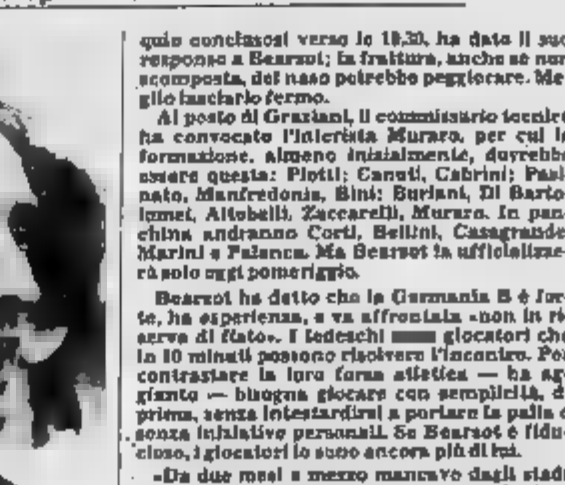 quio conclusosi verso le 18,30, ha dato il suo
responso a Bearzot; la frattura, anche se non
scomposta, del naso potrebbe peggiorare. Me-
glio lasciarlo fermo.
Al posto di Graziani, il commissario tecnico
ha convocato l'interista Muraro, per cui la
formazione, almeno inizialmente, dovrebbe
essere questa: Piotti; Canuti, Cabrini; Pasi-
nato, Manfredonia, Bini; Buriani, Di Barto-
lomei, Altobelli, Zaccarelli, Muraro. In pan-
china andranno Corti, Bellini, Casagrande,
Marini e Palanca. Ma Bearzot la ufficializze-
rà solo oggi pomeriggio.
Bearzot ha detto che la Germania B è for-
te, ha esperienza, e va affrontata «non in ri-
serva di fiato». I tedeschi giocatori che
in 10 minuti possono risolvere l'incontro. Per
contrastare la loro forza atletica — ha ag-
giunto — bisogna giocare con semplicità, di
prima, senza intestardirsi a portare la palla o
senza iniziative personali. Se Bearzot è fidu-
cioso, i giocatori lo sono ancora più di lui.
«Da due mesi e mezzo mancavo dagli stadi